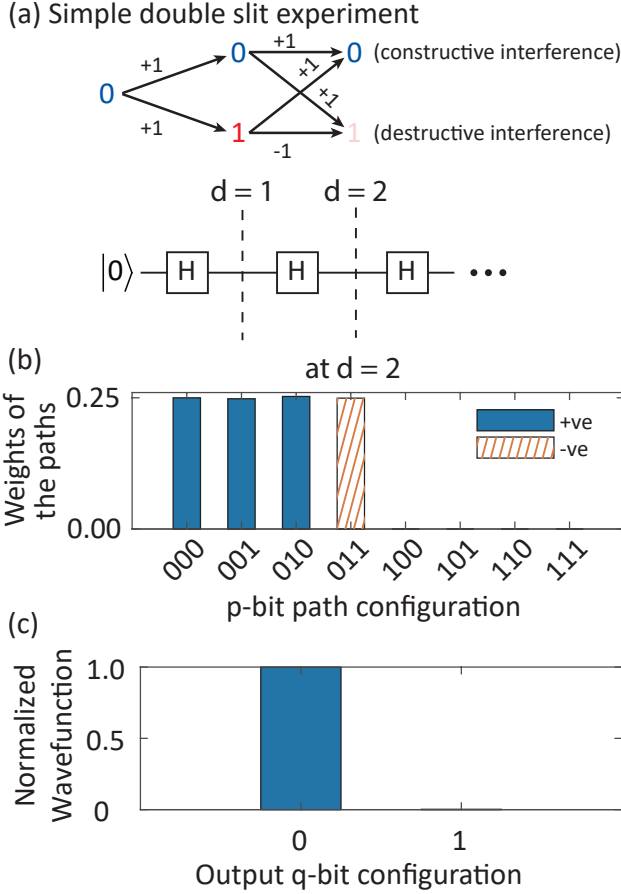 (a) Simple double slit experiment
+1
0
+1
0
(constructive interference)
0
+1
+1
+1
1
-1
1
(destructive interference)
d = 1
d = 2
|0⟩
H
H
H
•••
(b)
at d = 2
Weights of
the paths
0.25
0.00
+ve
-ve
000
001
010
011
100
101
110
111
p-bit path configuration
(c)
Normalized
Wavefunction
1.0
0.5
0
0
1
Output q-bit configuration